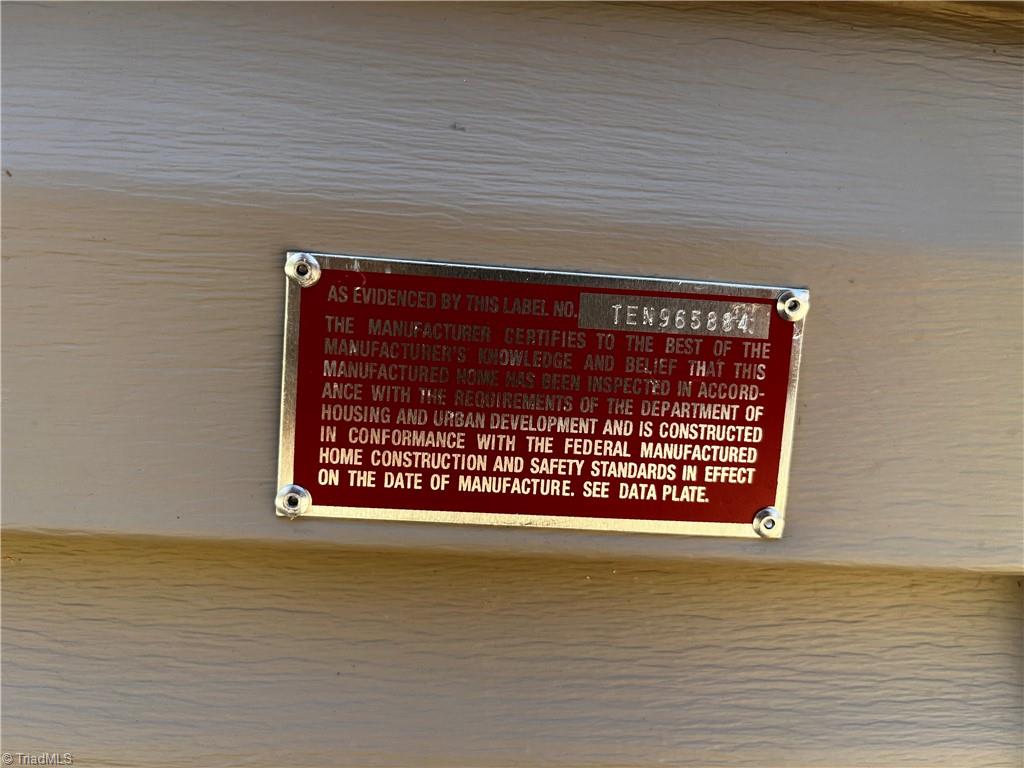 AS EVIDENCED BY THIS LABEL NO. TEN965884
THE MANUFACTURER CERTIFIES TO THE BEST OF THE
MANUFACTURER'S KNOWLEDGE AND BELIEF THAT THIS
MANUFACTURED HOME HAS BEEN INSPECTED IN ACCORD-
ANCE WITH THE REQUIREMENTS OF THE DEPARTMENT OF
HOUSING AND URBAN DEVELOPMENT AND IS CONSTRUCTED
IN CONFORMANCE WITH THE FEDERAL MANUFACTURED
HOME CONSTRUCTION AND SAFETY STANDARDS IN EFFECT
ON THE DATE OF MANUFACTURE. SEE DATA PLATE.
© TriadMLS